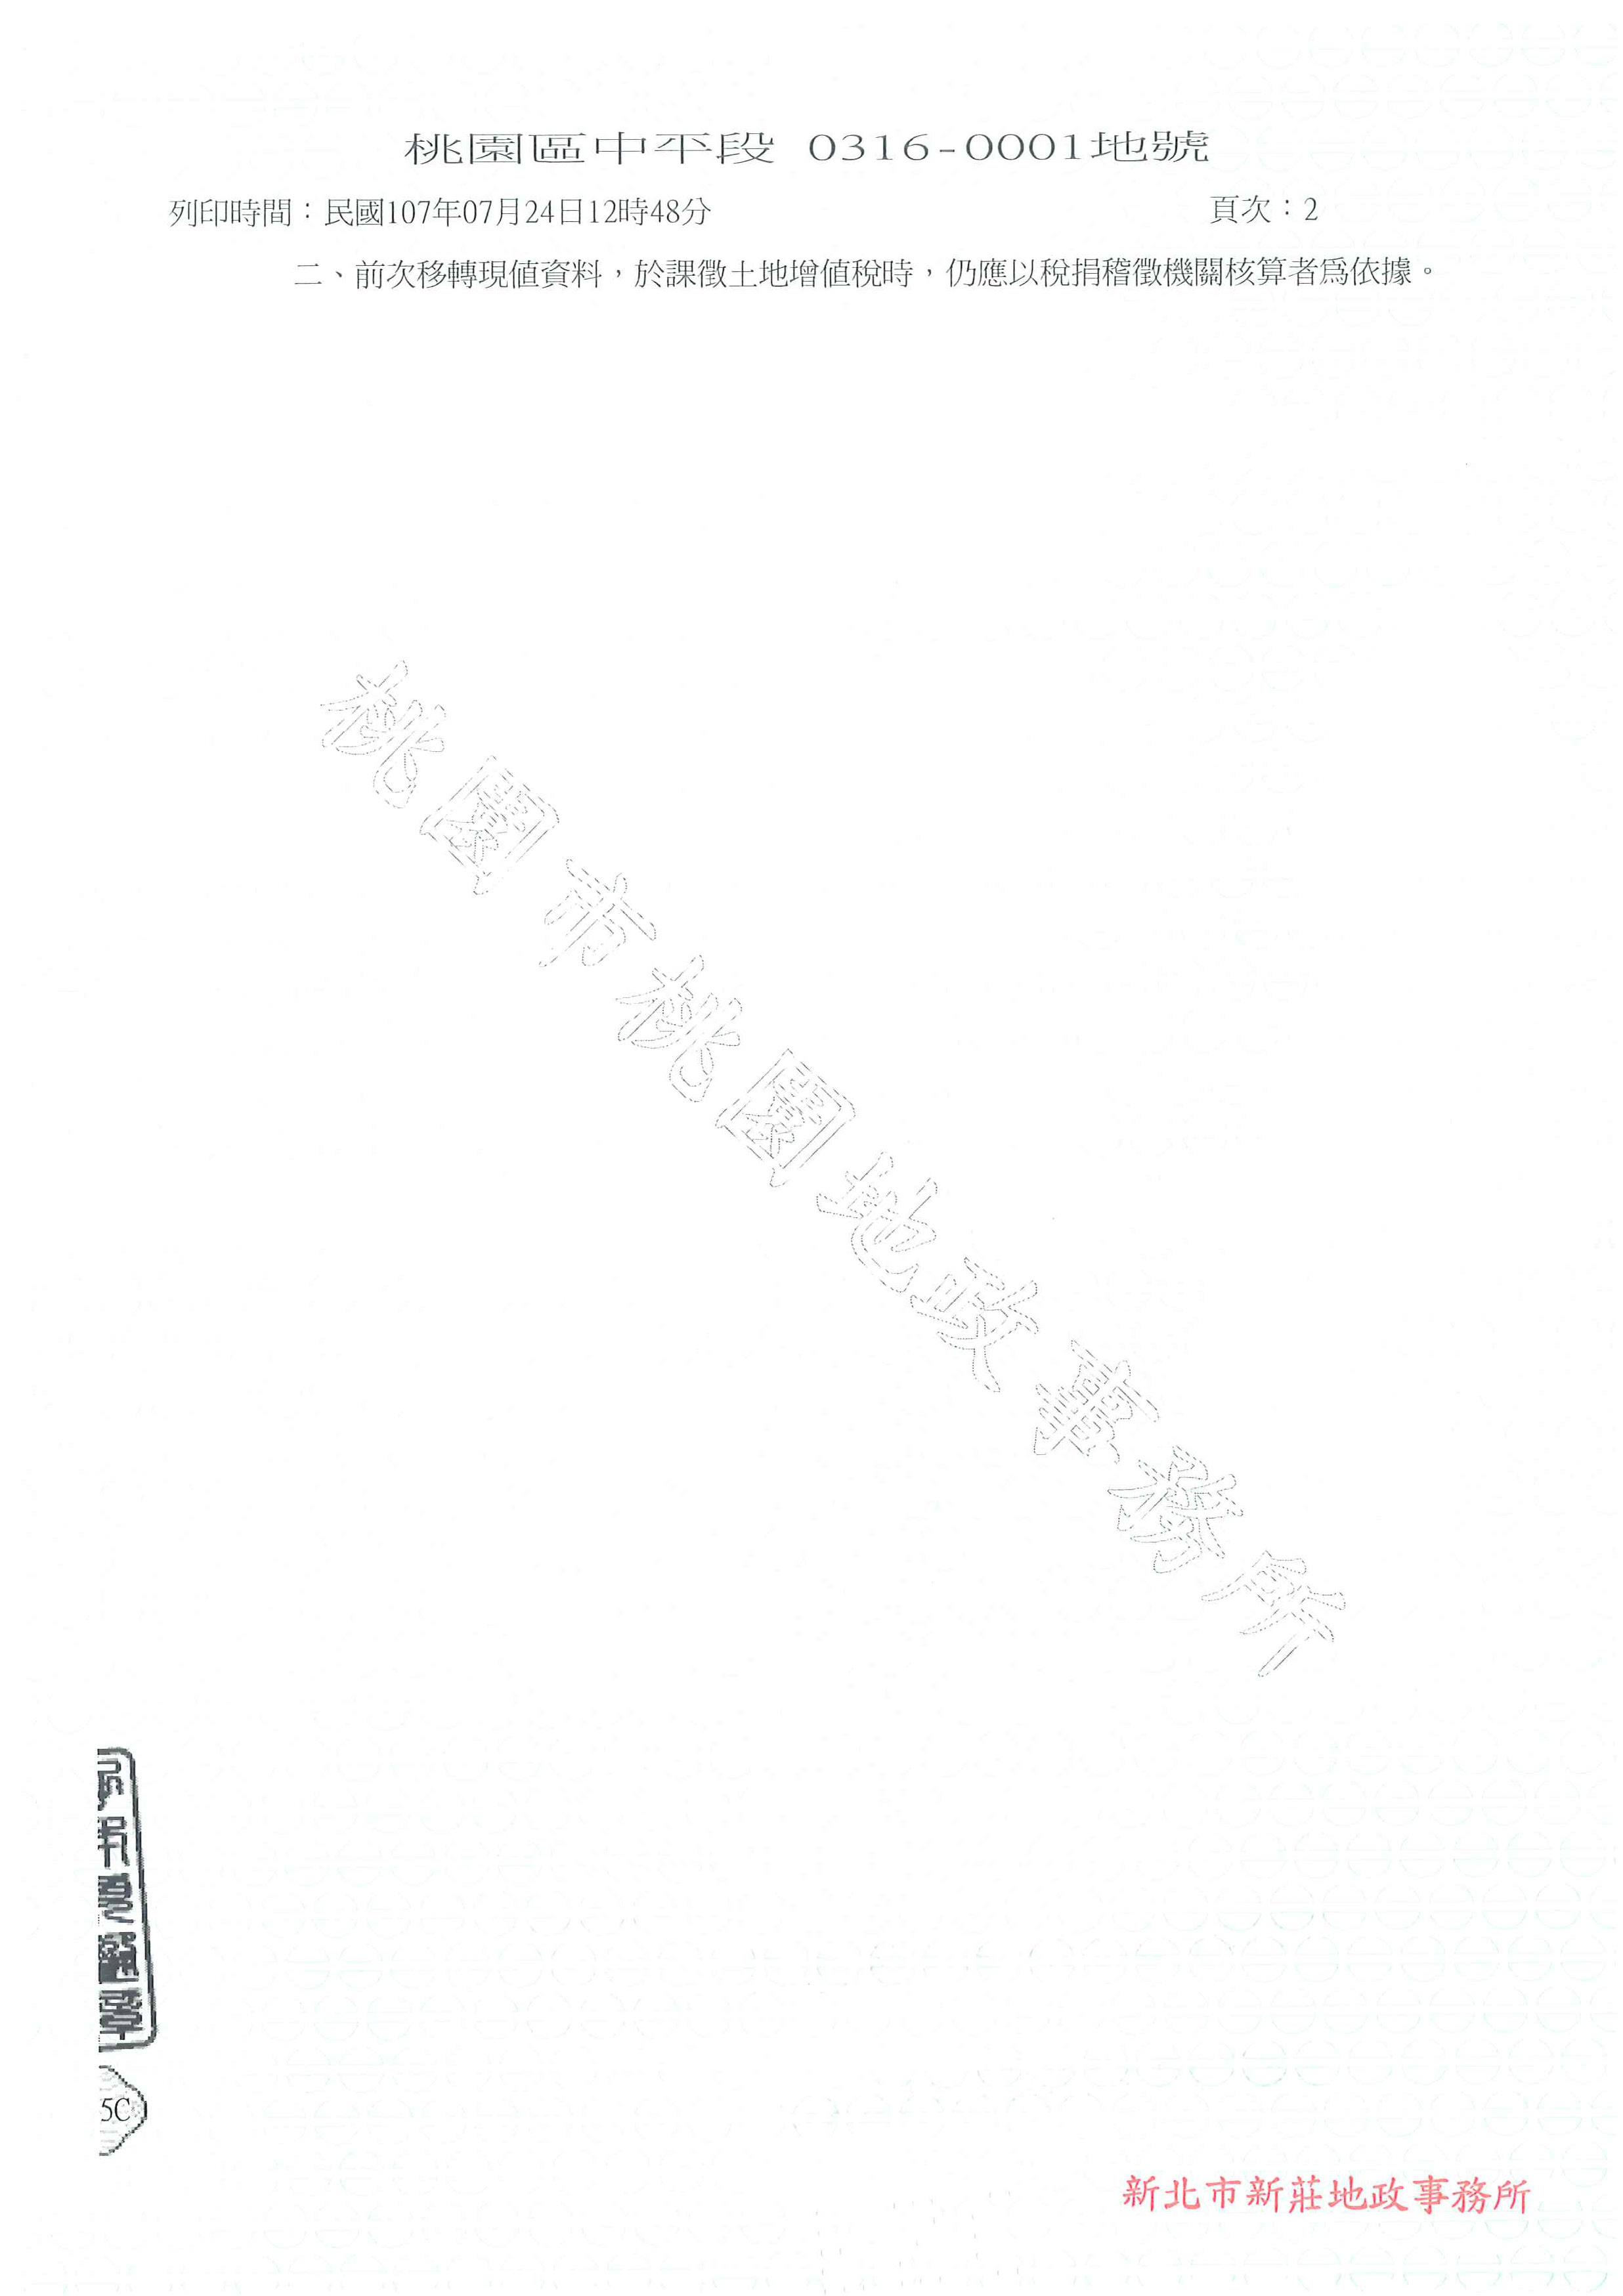 桃園區中平段 0316-0001地號
列印時間：民國107年07月24日12時48分
頁次：2
二、前次移轉現值資料，於課徵土地增值稅時，仍應以稅捐稽徵機關核算者為依據。
桃園市桃園地政事務所
5C
新北市新莊地政事務所